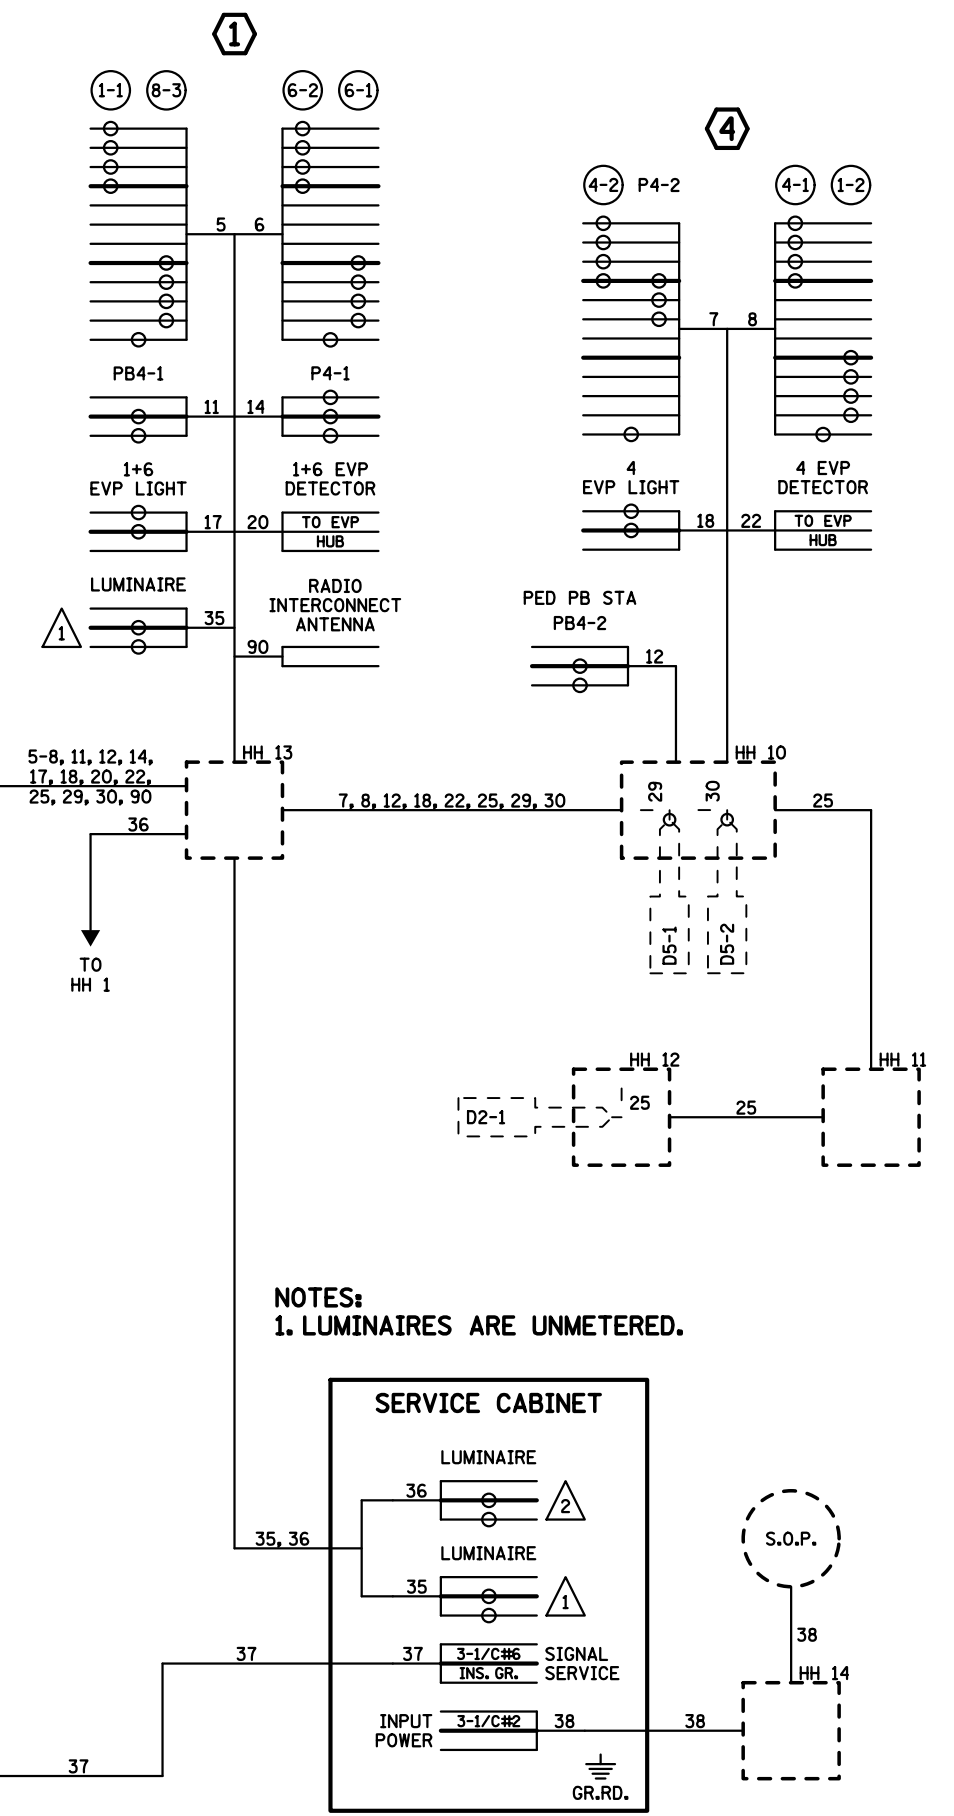 1
1-1 8-3 6-2 6-1
5 6
PB4-1 P4-1
11 14
1+6
EVP LIGHT
1+6 EVP
DETECTOR
17 20
TO EVP
HUB
LUMINAIRE
1
35
RADIO
INTERCONNECT
ANTENNA
90
4
4-2 P4-2 4-1 1-2
7 8
4
EVP LIGHT
4 EVP
DETECTOR
18 22
TO EVP
HUB
PED PB STA
PB4-2
12
5-8, 11, 12, 14,
17, 18, 20, 22,
25, 29, 30, 90
36
HH 13
TO
HH 1
7, 8, 12, 18, 22, 25, 29, 30
HH 10
29
30
25
D5-1
D5-2
HH 12
25
D2-1
25
HH 11
NOTES:
1. LUMINAIRES ARE UNMETERED.
SERVICE CABINET
LUMINAIRE
36
2
35, 36
LUMINAIRE
35
1
37
37
3-1/C#6
INS. GR.
SIGNAL
SERVICE
INPUT
POWER
3-1/C#2
38
38
GR.RD.
37
S.O.P.
38
HH 14